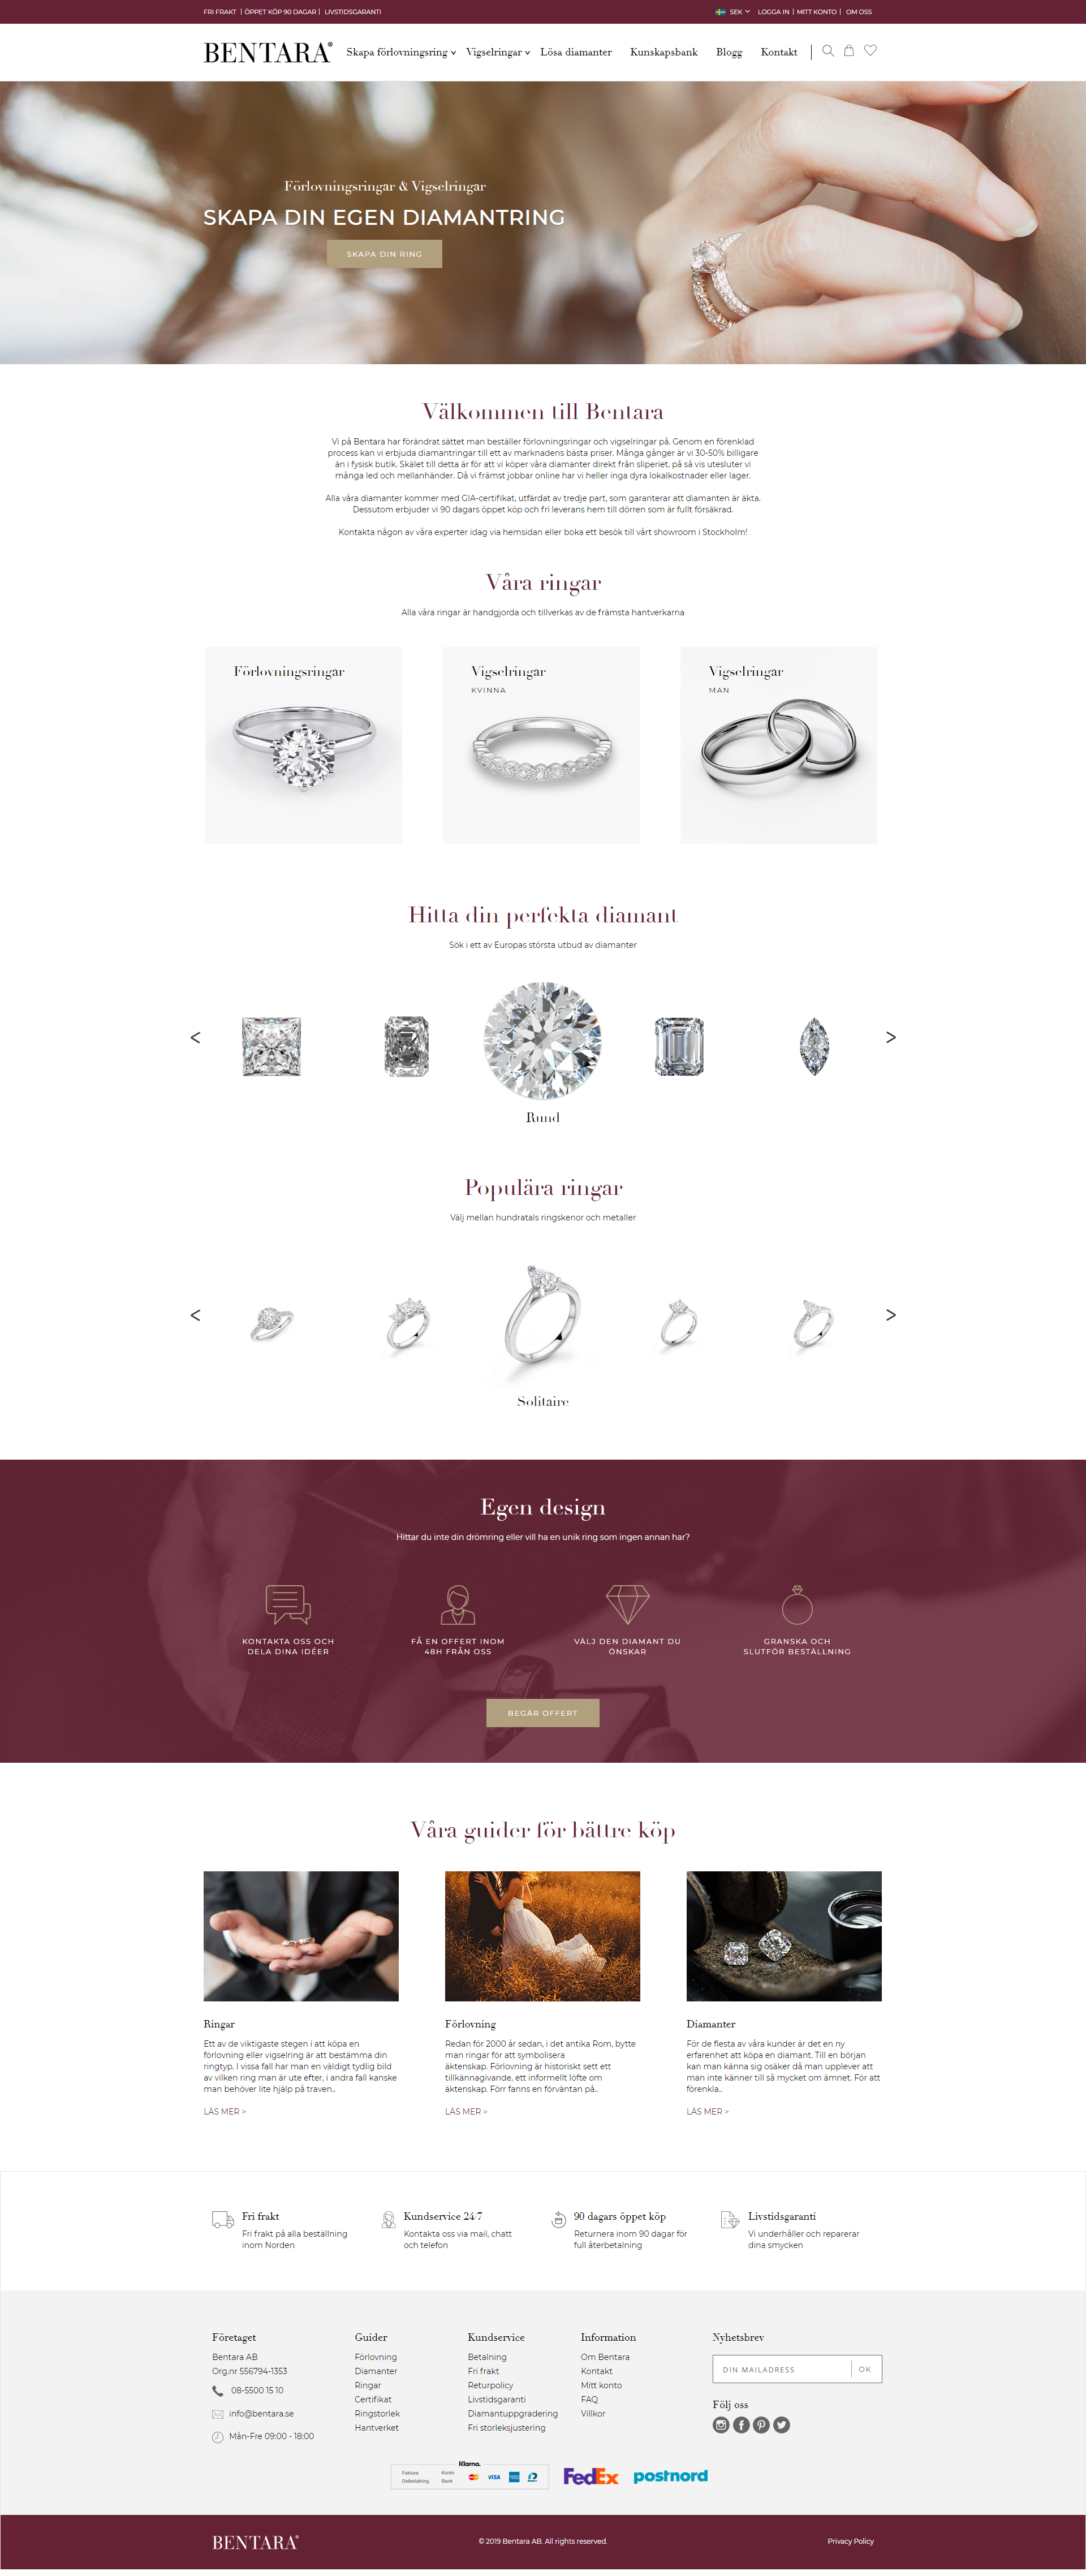 FRI FRAKT | ÖPPET KÖP 90 DAGAR | LIVSTIDSGARANTI
SEK LOGGA IN | MITT KONTO | OM OSS
BENTARA®
Skapa förlovningsring
Vigselringar
Lösa diamanter
Kunskapsbank
Blogg
Kontakt
Förlovningsringar & Vigselringar
SKAPA DIN EGEN DIAMANTRING
SKAPA DIN RING
Välkommen till Bentara
Vi på Bentara har förändrat sättet man beställer förlovningsringar och vigselringar på. Genom en förenklad
process kan vi erbjuda diamantringar till ett av marknadens bästa priser. Många gånger är vi 30-50% billigare
än i fysisk butik. Skälet till detta är för att vi köper våra diamanter direkt från sliperiet, på så vis utesluter vi
många led och mellanhänder. Då vi främst jobbar online har vi heller inga dyra lokalkostnader eller lager.
Alla våra diamanter kommer med GIA-certifikat, utfärdat av tredje part, som garanterar att diamanten är äkta.
Dessutom erbjuder vi 90 dagars öppet köp och fri leverans hem till dörren som är fullt försäkrad.
Kontakta någon av våra experter idag via hemsidan eller boka ett besök till vårt showroom i Stockholm!
Våra ringar
Alla våra ringar är handgjorda och tillverkas av de främsta hantverkarna
Förlovningsringar
Vigselringar
KVINNA
Vigselringar
MAN
Hitta din perfekta diamant
Sök i ett av Europas största utbud av diamanter
<
>
Rund
Populära ringar
Välj mellan hundratals ringskenor och metaller
<
>
Solitaire
Egen design
Hittar du inte din drömring eller vill ha en unik ring som ingen annan har?
KONTAKTA OSS OCH
DELA DINA IDÉER
FÅ EN OFFERT INOM
48H FRÅN OSS
VÄLJ DEN DIAMANT DU
ÖNSKAR
GRANSKA OCH
SLUTFÖR BESTÄLLNING
BEGÄR OFFERT
Våra guider för bättre köp
Ringar
Ett av de viktigaste stegen i att köpa en
förlovning eller vigselring är att bestämma din
ringtyp. I vissa fall har man en väldigt tydlig bild
av vilken ring man är ute efter, i andra fall kanske
man behöver lite hjälp på traven..
LÄS MER >
Förlovning
Redan för 2000 år sedan, i det antika Rom, bytte
man ringar för att symbolisera
äktenskap. Förlovning är historiskt sett ett
tillkännagivande, ett informellt löfte om
äktenskap. Förr fanns en förväntan på..
LÄS MER >
Diamanter
För de flesta av våra kunder är det en ny
erfarenhet att köpa en diamant. Till en början
kan man känna sig osäker då man upplever att
man inte känner till så mycket om ämnet. För att
förenkla..
LÄS MER >
Fri frakt
Fri frakt på alla beställning
inom Norden
Kundservice 24/7
Kontakta oss via mail, chatt
och telefon
90 dagars öppet köp
Returnera inom 90 dagar för
full återbetalning
Livstidsgaranti
Vi underhåller och reparerar
dina smycken
Företaget
Bentara AB
Org.nr 556794-1353
08-5500 15 10
info@bentara.se
Mån-Fre 09:00 - 18:00
Guider
Förlovning
Diamanter
Ringar
Certifikat
Ringstorlek
Hantverket
Kundservice
Betalning
Fri frakt
Returpolicy
Livstidsgaranti
Diamantuppgradering
Fri storleksjustering
Information
Om Bentara
Kontakt
Mitt konto
FAQ
Villkor
Nyhetsbrev
DIN MAILADRESS
OK
Följ oss
Klarna.
Faktura
Konto
Delbetalning
Bank
VISA
FedEx
postnord
BENTARA®
© 2019 Bentara AB. All rights reserved.
Privacy Policy